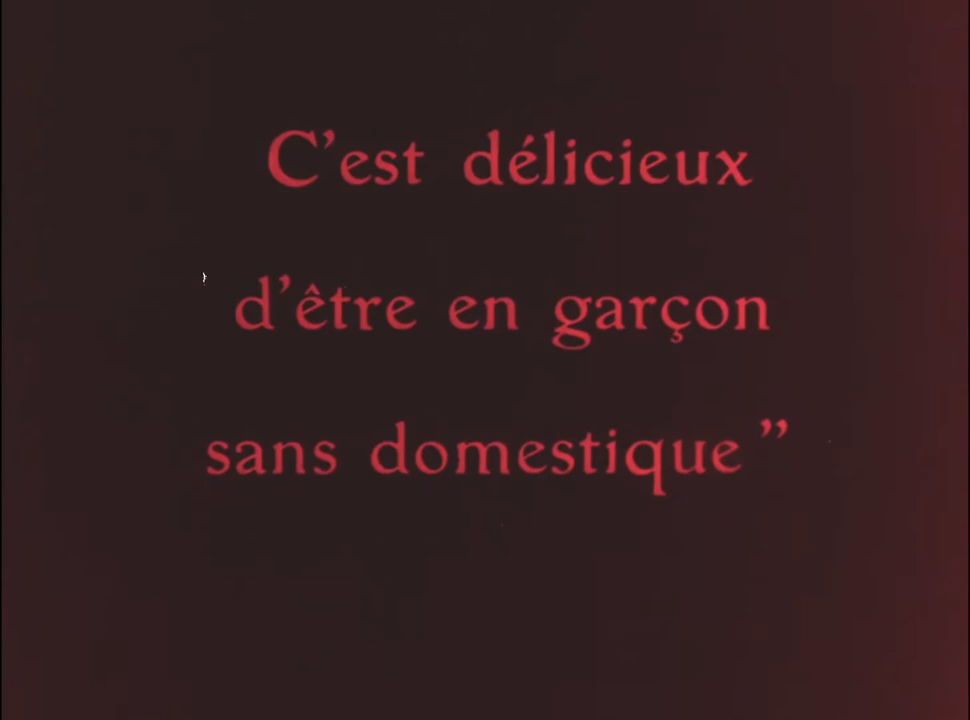 C'est délicieux
d'être en garçon
sans domestique”